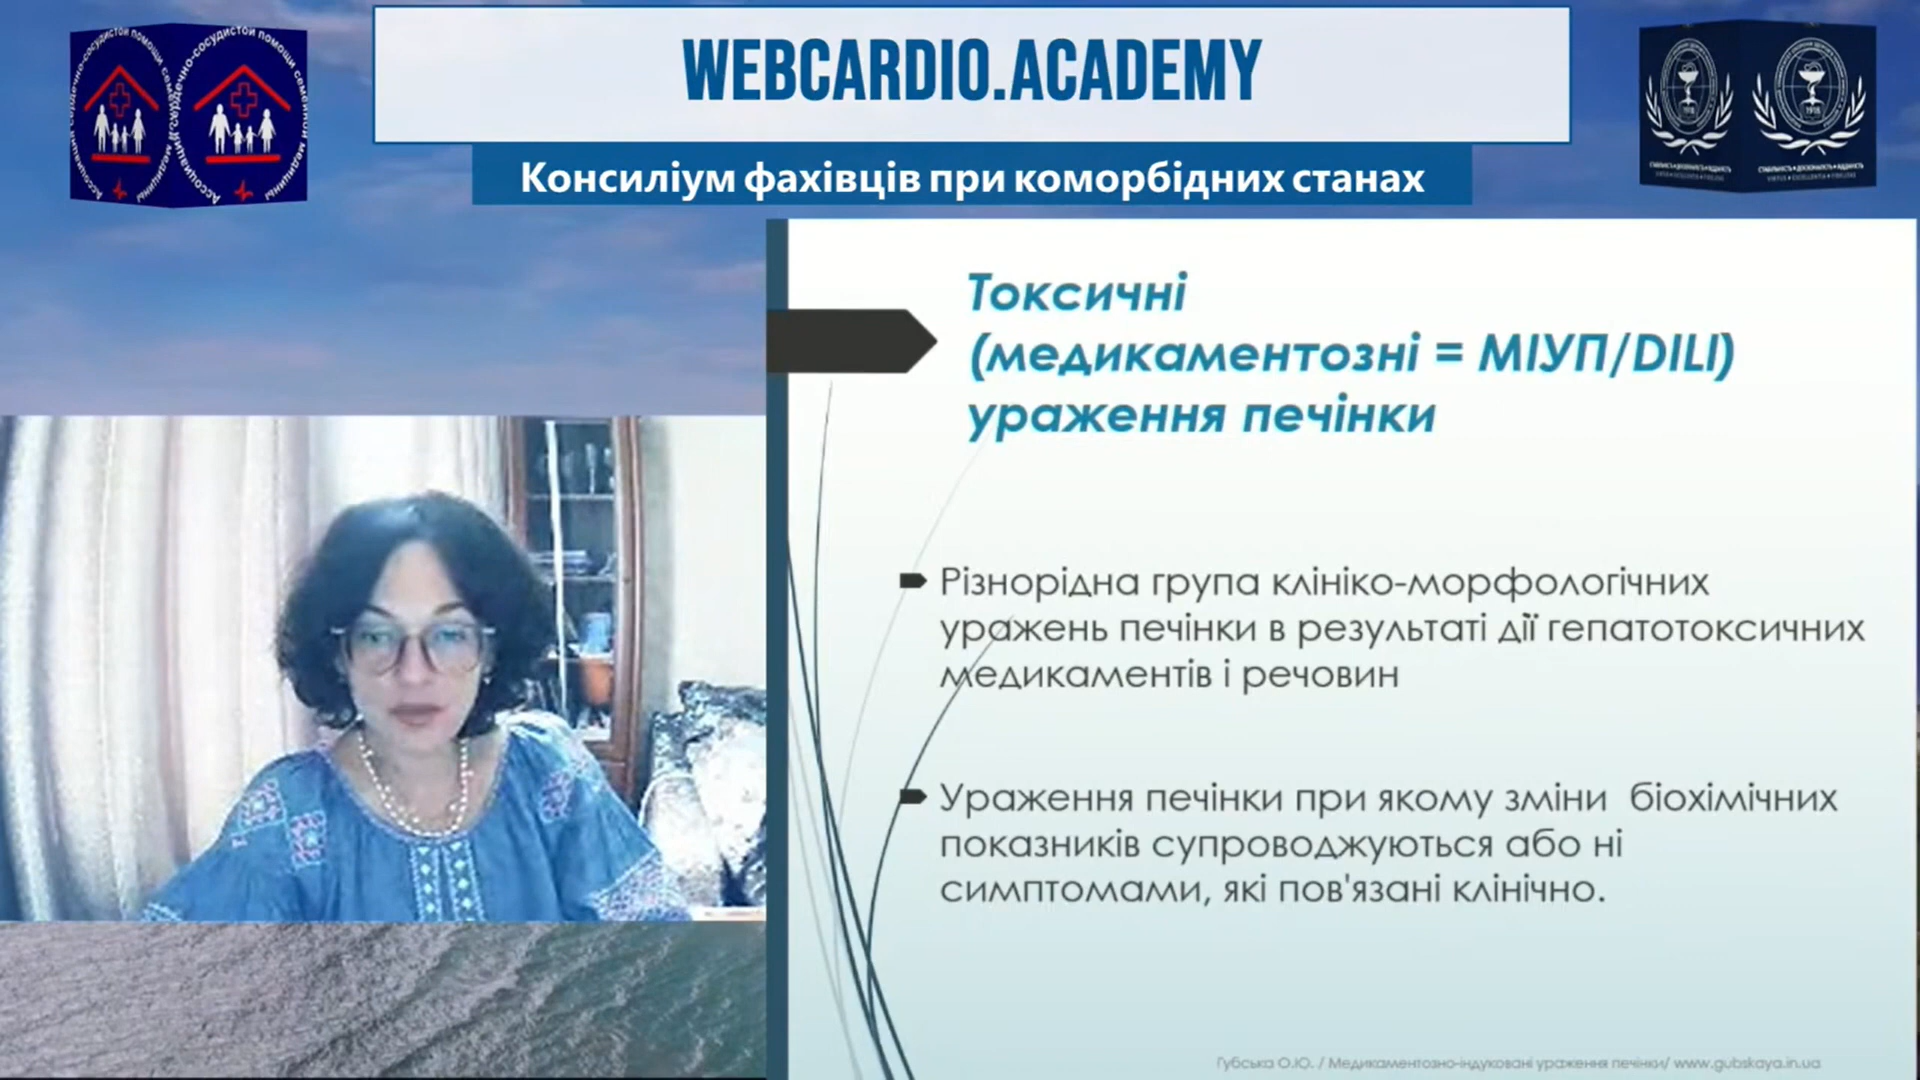 WEBCARDIO.ACADEMY
Консиліум фахівців при коморбідних станах
Токсичні
(медикаментозні = МІУП/DILI)
ураження печінки
Різнорідна група клініко-морфологічних
уражень печінки в результаті дії гепатотоксичних
медикаментів і речовин
Ураження печінки при якому зміни біохімічних
показників супроводжуються або ні
симптомами, які пов'язані клінічно.
Губська О.Ю. / Медикаментозно-індуковані ураження печінки/ www.gubskaya.in.ua